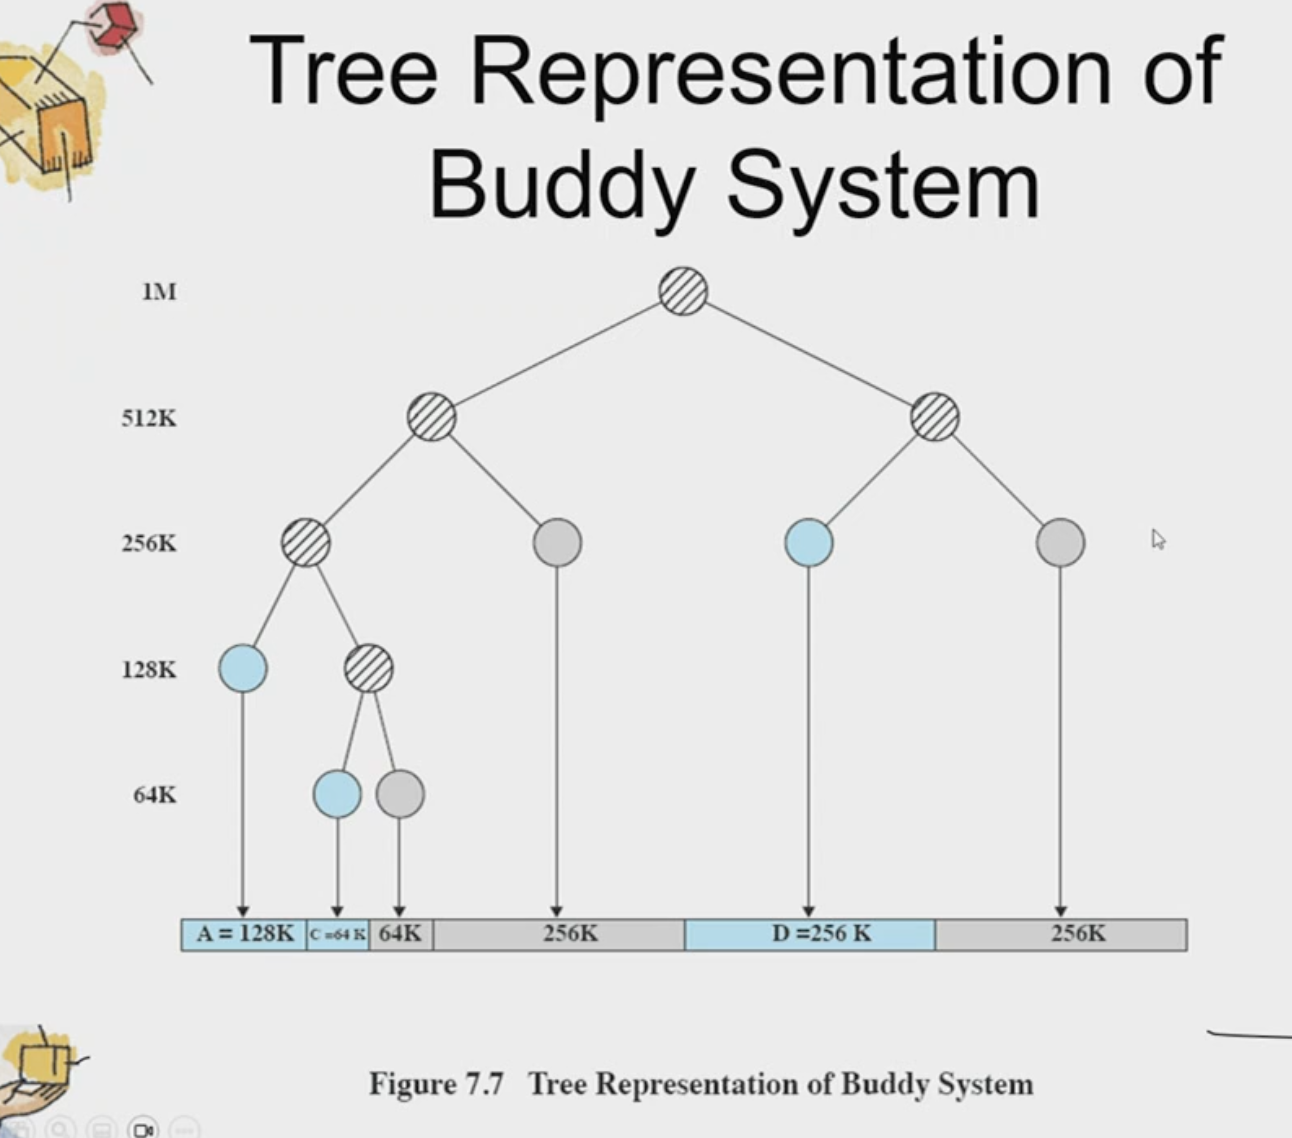 Tree Representation of
Buddy System
1M
512K
256K
128K
64K
A = 128K C =64 K 64K 256K D =256 K 256K
Figure 7.7 Tree Representation of Buddy System